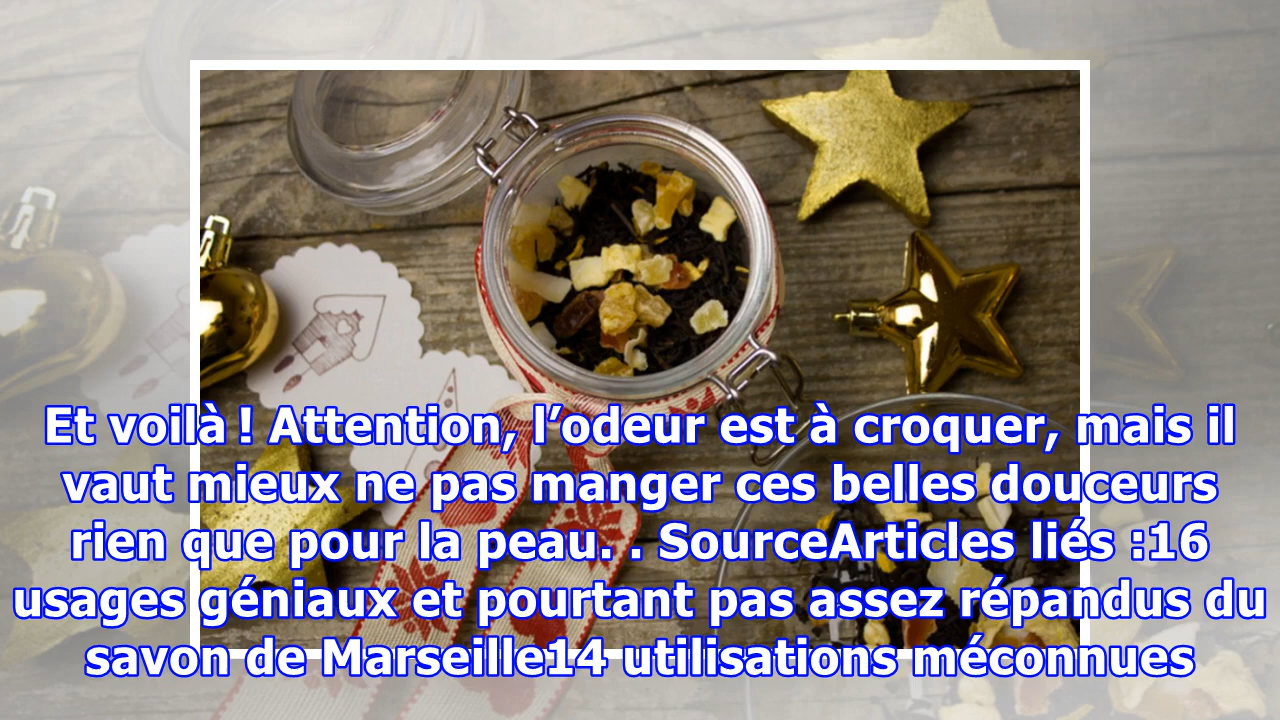 Et voilà ! Attention, l’odeur est à croquer, mais il
vaut mieux ne pas manger ces belles douceurs
rien que pour la peau. . SourceArticles liés :16
usages géniaux et pourtant pas assez répandus du
savon de Marseille14 utilisations méconnues